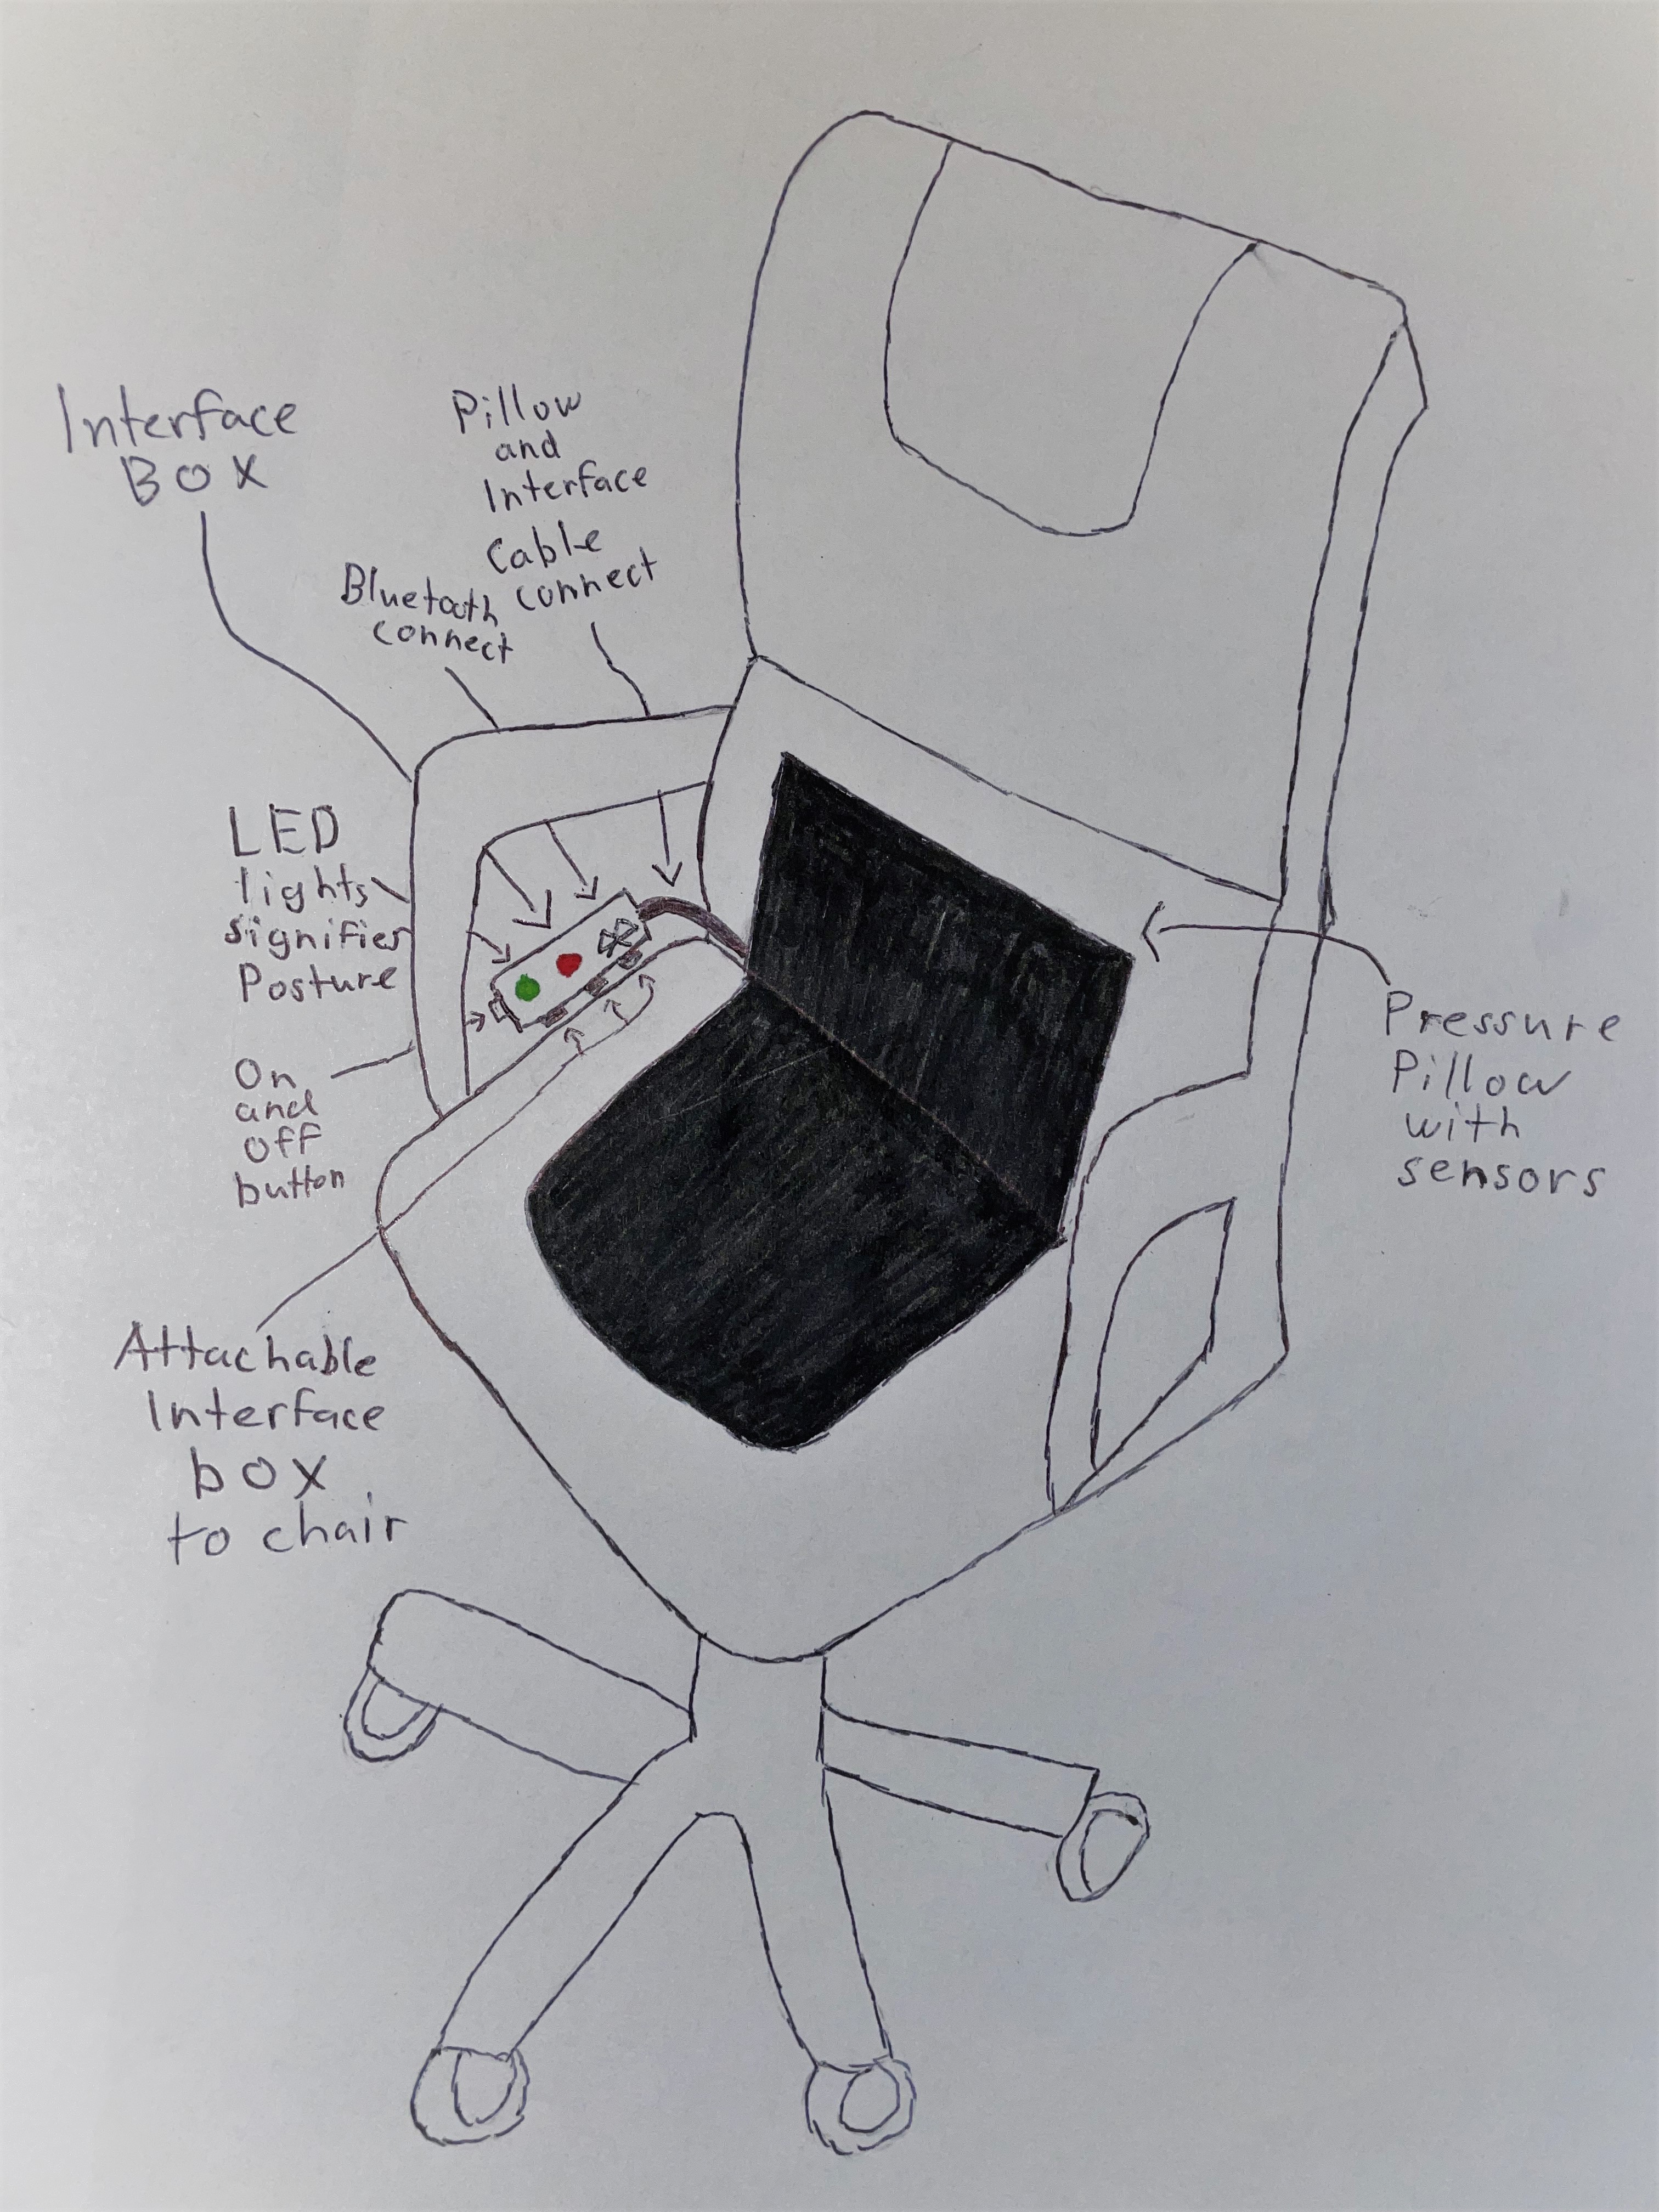 Interface
BOX
Pillow
and
Interface
Cable
connect
Bluetooth
connect
LED
lights
signifies
Posture
On
and
off
button
Attachable
Interface
box
to chair
Pressure
Pillow
with
sensors